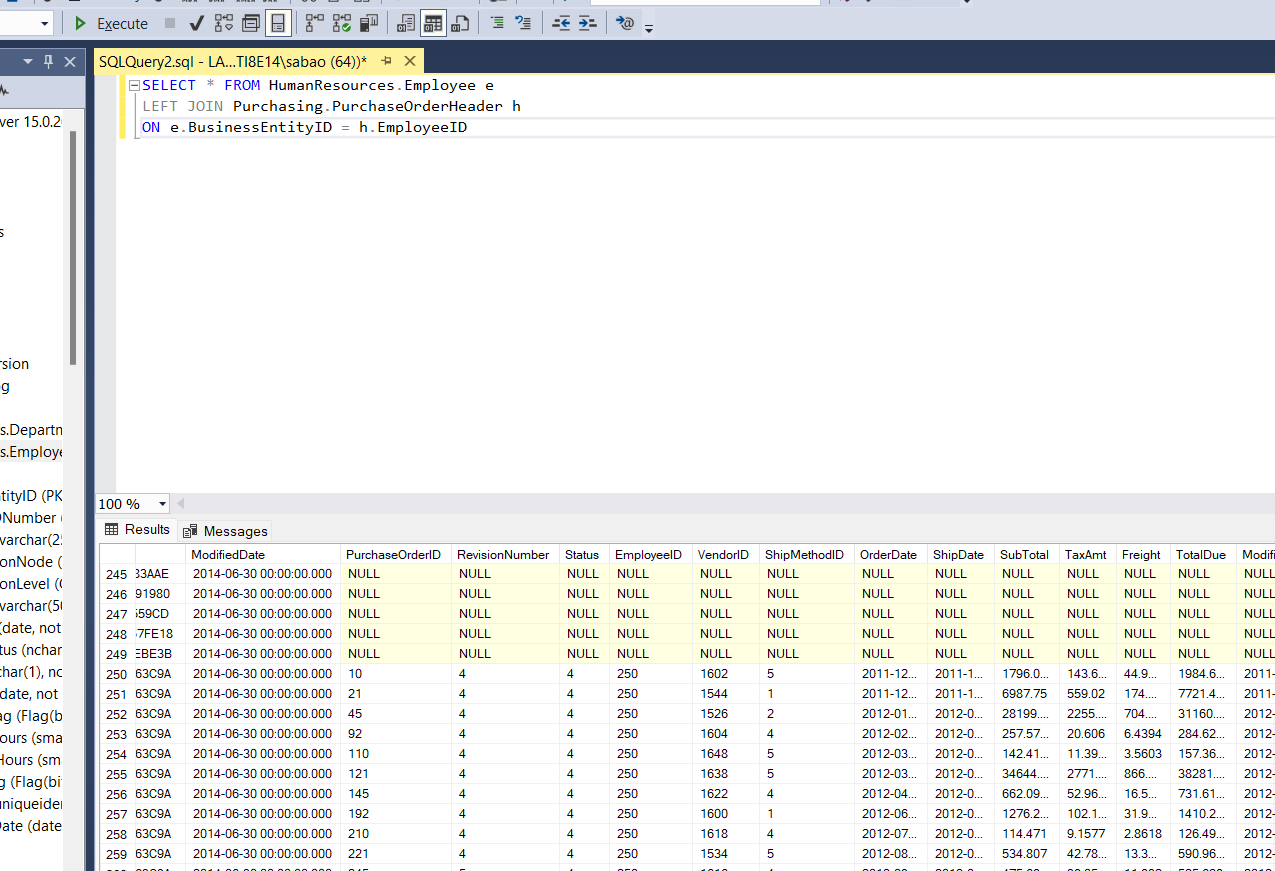 Execute
SQLQuery2.sql - LA...TI8E14\sabao (64))*
SELECT * FROM HumanResources.Employee e
LEFT JOIN Purchasing.PurchaseOrderHeader h
ON e.BusinessEntityID = h.EmployeeID
ver 15.0.20
s
rsion
g
s.Departm
s.Employe
ntityID (PK
DNumber (
varchar(25
onNode (
onLevel (C
varchar(50
(date, not
tus (nchar
char(1), nc
date, not
ag (Flag(b
ours (sma
Hours (sm
g (Flag(bit
uniqueider
Date (date
100 %
Results Messages
ModifiedDate PurchaseOrderID RevisionNumber Status EmployeeID VendorID ShipMethodID OrderDate ShipDate SubTotal TaxAmt Freight TotalDue Modifi
245 33AAE 2014-06-30 00:00:00.000 NULL NULL NULL NULL NULL NULL NULL NULL NULL NULL NULL NULL NULL
246 91980 2014-06-30 00:00:00.000 NULL NULL NULL NULL NULL NULL NULL NULL NULL NULL NULL NULL NULL
247 659CD 2014-06-30 00:00:00.000 NULL NULL NULL NULL NULL NULL NULL NULL NULL NULL NULL NULL NULL
248 57FE18 2014-06-30 00:00:00.000 NULL NULL NULL NULL NULL NULL NULL NULL NULL NULL NULL NULL NULL
249 EBE3B 2014-06-30 00:00:00.000 NULL NULL NULL NULL NULL NULL NULL NULL NULL NULL NULL NULL NULL
250 63C9A 2014-06-30 00:00:00.000 10 4 4 250 1602 5 2011-12... 2011-1... 1796.0... 143.6... 44.9... 1984.6... 2011-
251 63C9A 2014-06-30 00:00:00.000 21 4 4 250 1544 1 2011-12... 2011-1... 6987.75 559.02 174.... 7721.4... 2011-
252 63C9A 2014-06-30 00:00:00.000 45 4 4 250 1526 2 2012-01... 2012-0... 28199.... 2255.... 704.... 31160.... 2012-
253 63C9A 2014-06-30 00:00:00.000 92 4 4 250 1604 4 2012-02... 2012-0... 257.57... 20.606 6.4394 284.62... 2012-
254 63C9A 2014-06-30 00:00:00.000 110 4 4 250 1648 5 2012-03... 2012-0... 142.41... 11.39... 3.5603 157.36... 2012-
255 63C9A 2014-06-30 00:00:00.000 121 4 4 250 1638 5 2012-03... 2012-0... 34644.... 2771.... 866.... 38281.... 2012-
256 63C9A 2014-06-30 00:00:00.000 145 4 4 250 1622 4 2012-04... 2012-0... 662.09... 52.96... 16.5... 731.61... 2012-
257 63C9A 2014-06-30 00:00:00.000 192 4 4 250 1600 1 2012-06... 2012-0... 1276.2... 102.1... 31.9... 1410.2... 2012-
258 63C9A 2014-06-30 00:00:00.000 210 4 4 250 1618 4 2012-07... 2012-0... 114.471 9.1577 2.8618 126.49... 2012-
259 63C9A 2014-06-30 00:00:00.000 221 4 4 250 1534 5 2012-08... 2012-0... 534.807 42.78... 13.3... 590.96... 2012-